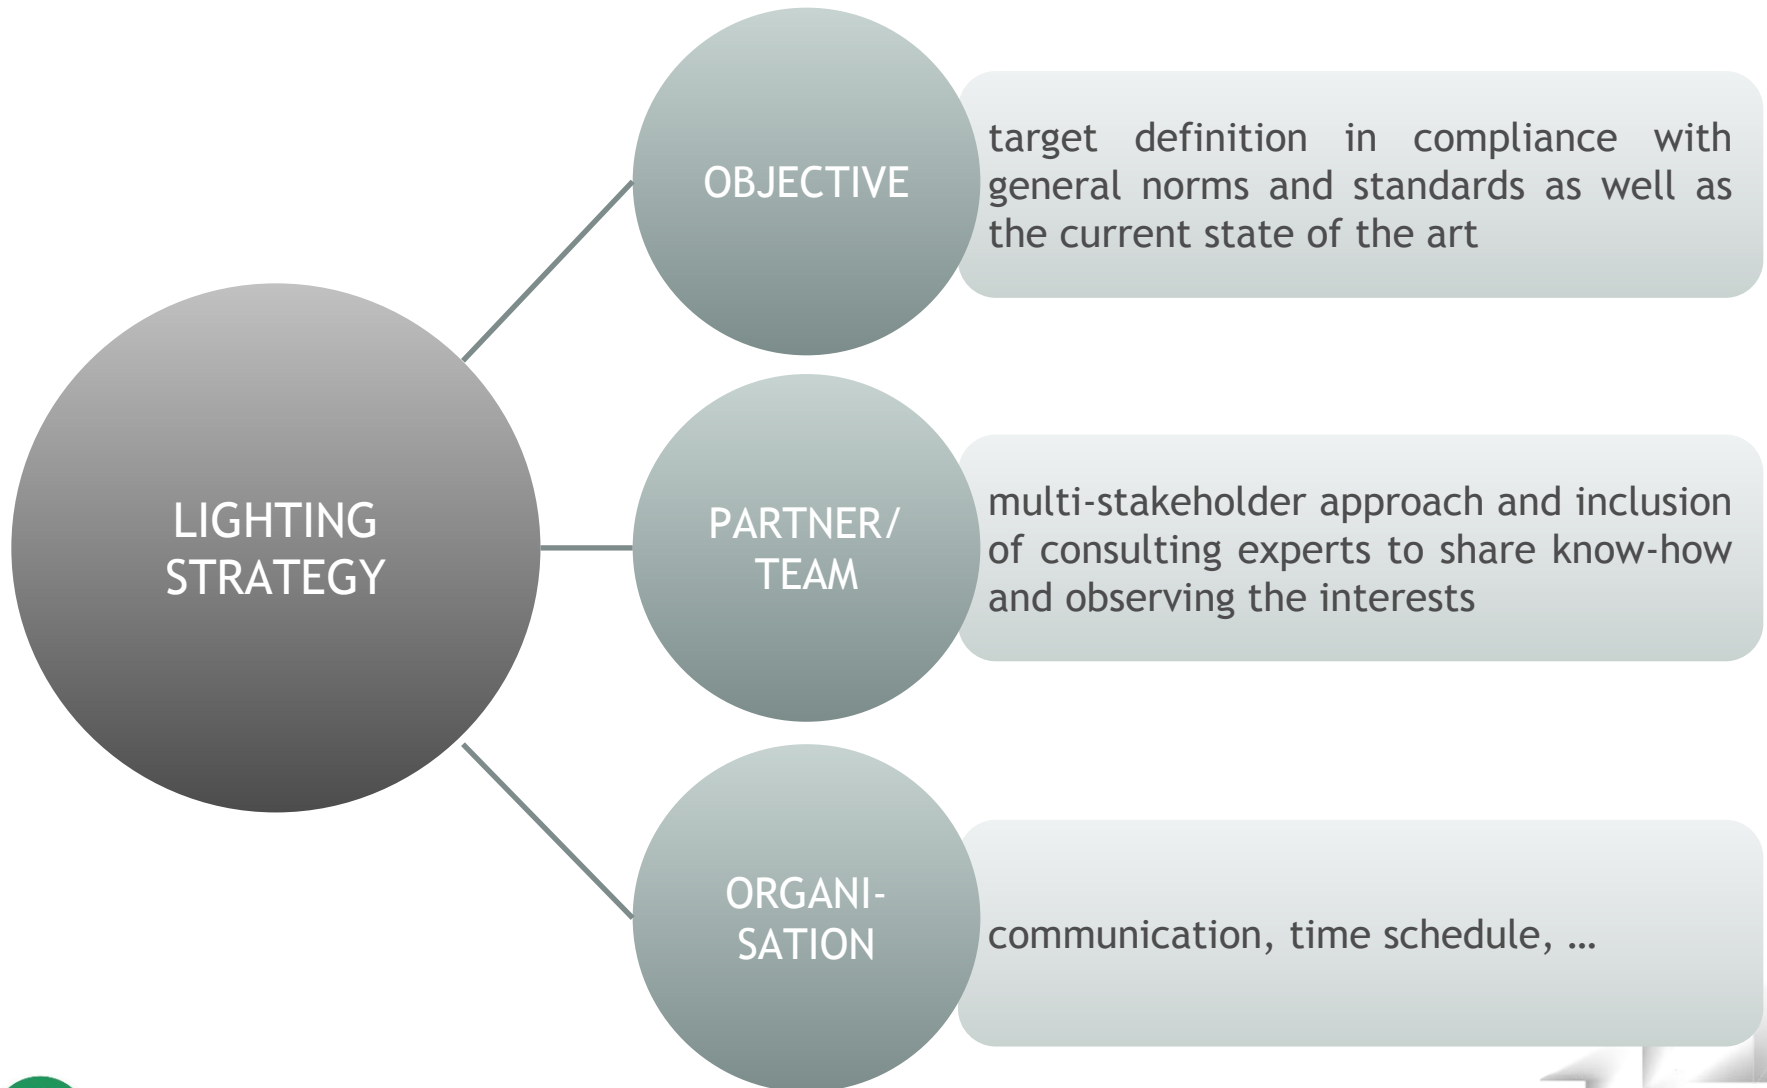 LIGHTING
STRATEGY
OBJECTIVE
target definition in compliance with
general norms and standards as well as
the current state of the art
PARTNER/
TEAM
multi-stakeholder approach and inclusion
of consulting experts to share know-how
and observing the interests
ORGANI-
SATION
communication, time schedule, …